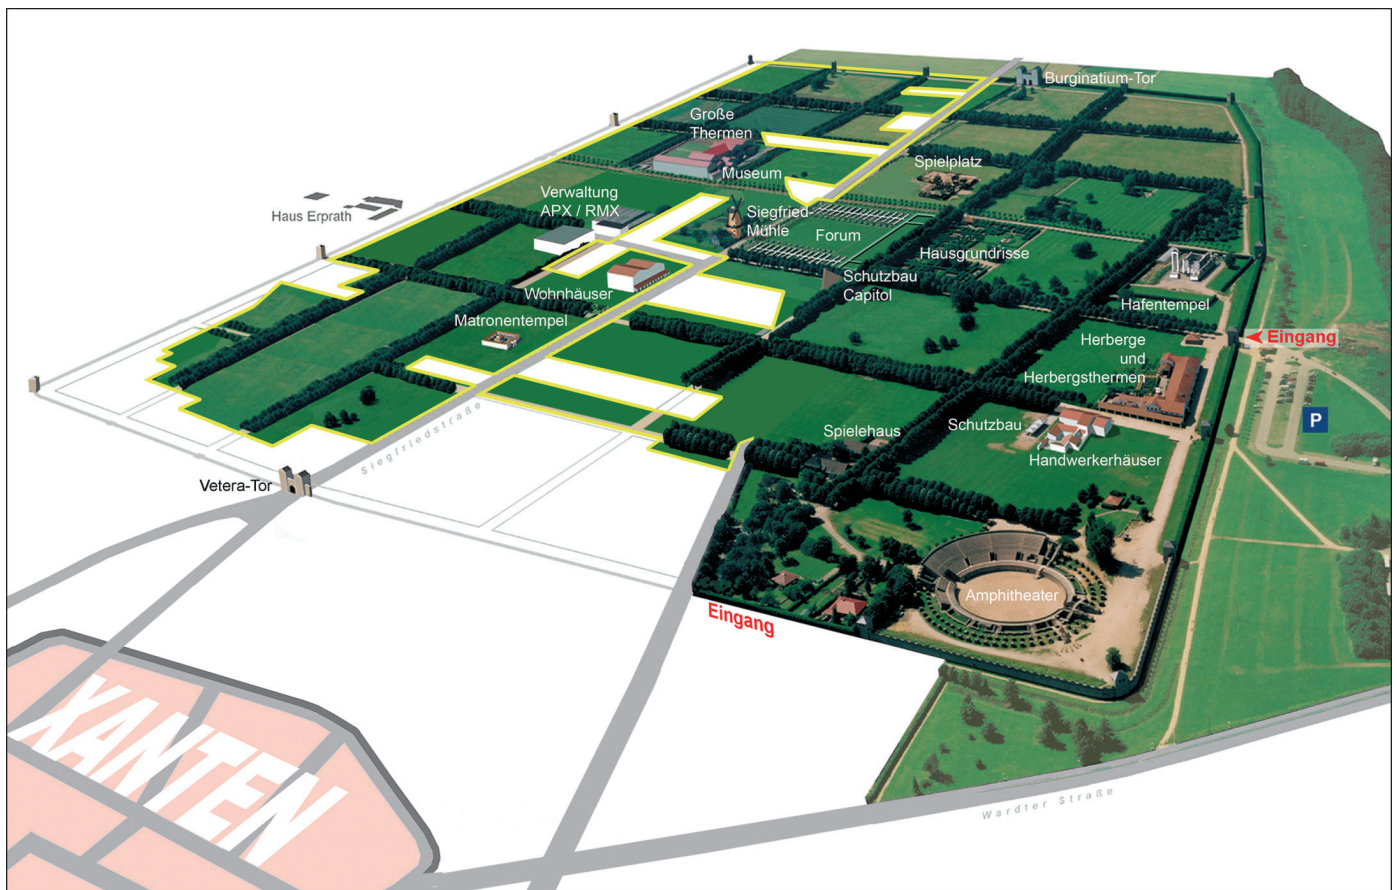 Burginatium-Tor
Große
Thermen
Museum
Spielplatz
Verwaltung
APX / RMX
Haus Erprath
Siegfried-
Mühle
Forum
Hausgrundrisse
Schutzbau
Capitol
Wohnhäuser
Hafentempel
Matronentempel
Eingang
Herberge
und
Herbergsthermen
P
Schutzbau
Spielehaus
Handwerkerhäuser
Siegfriedstraße
Vetera-Tor
Amphitheater
Eingang
XANTEN
Wardter Straße